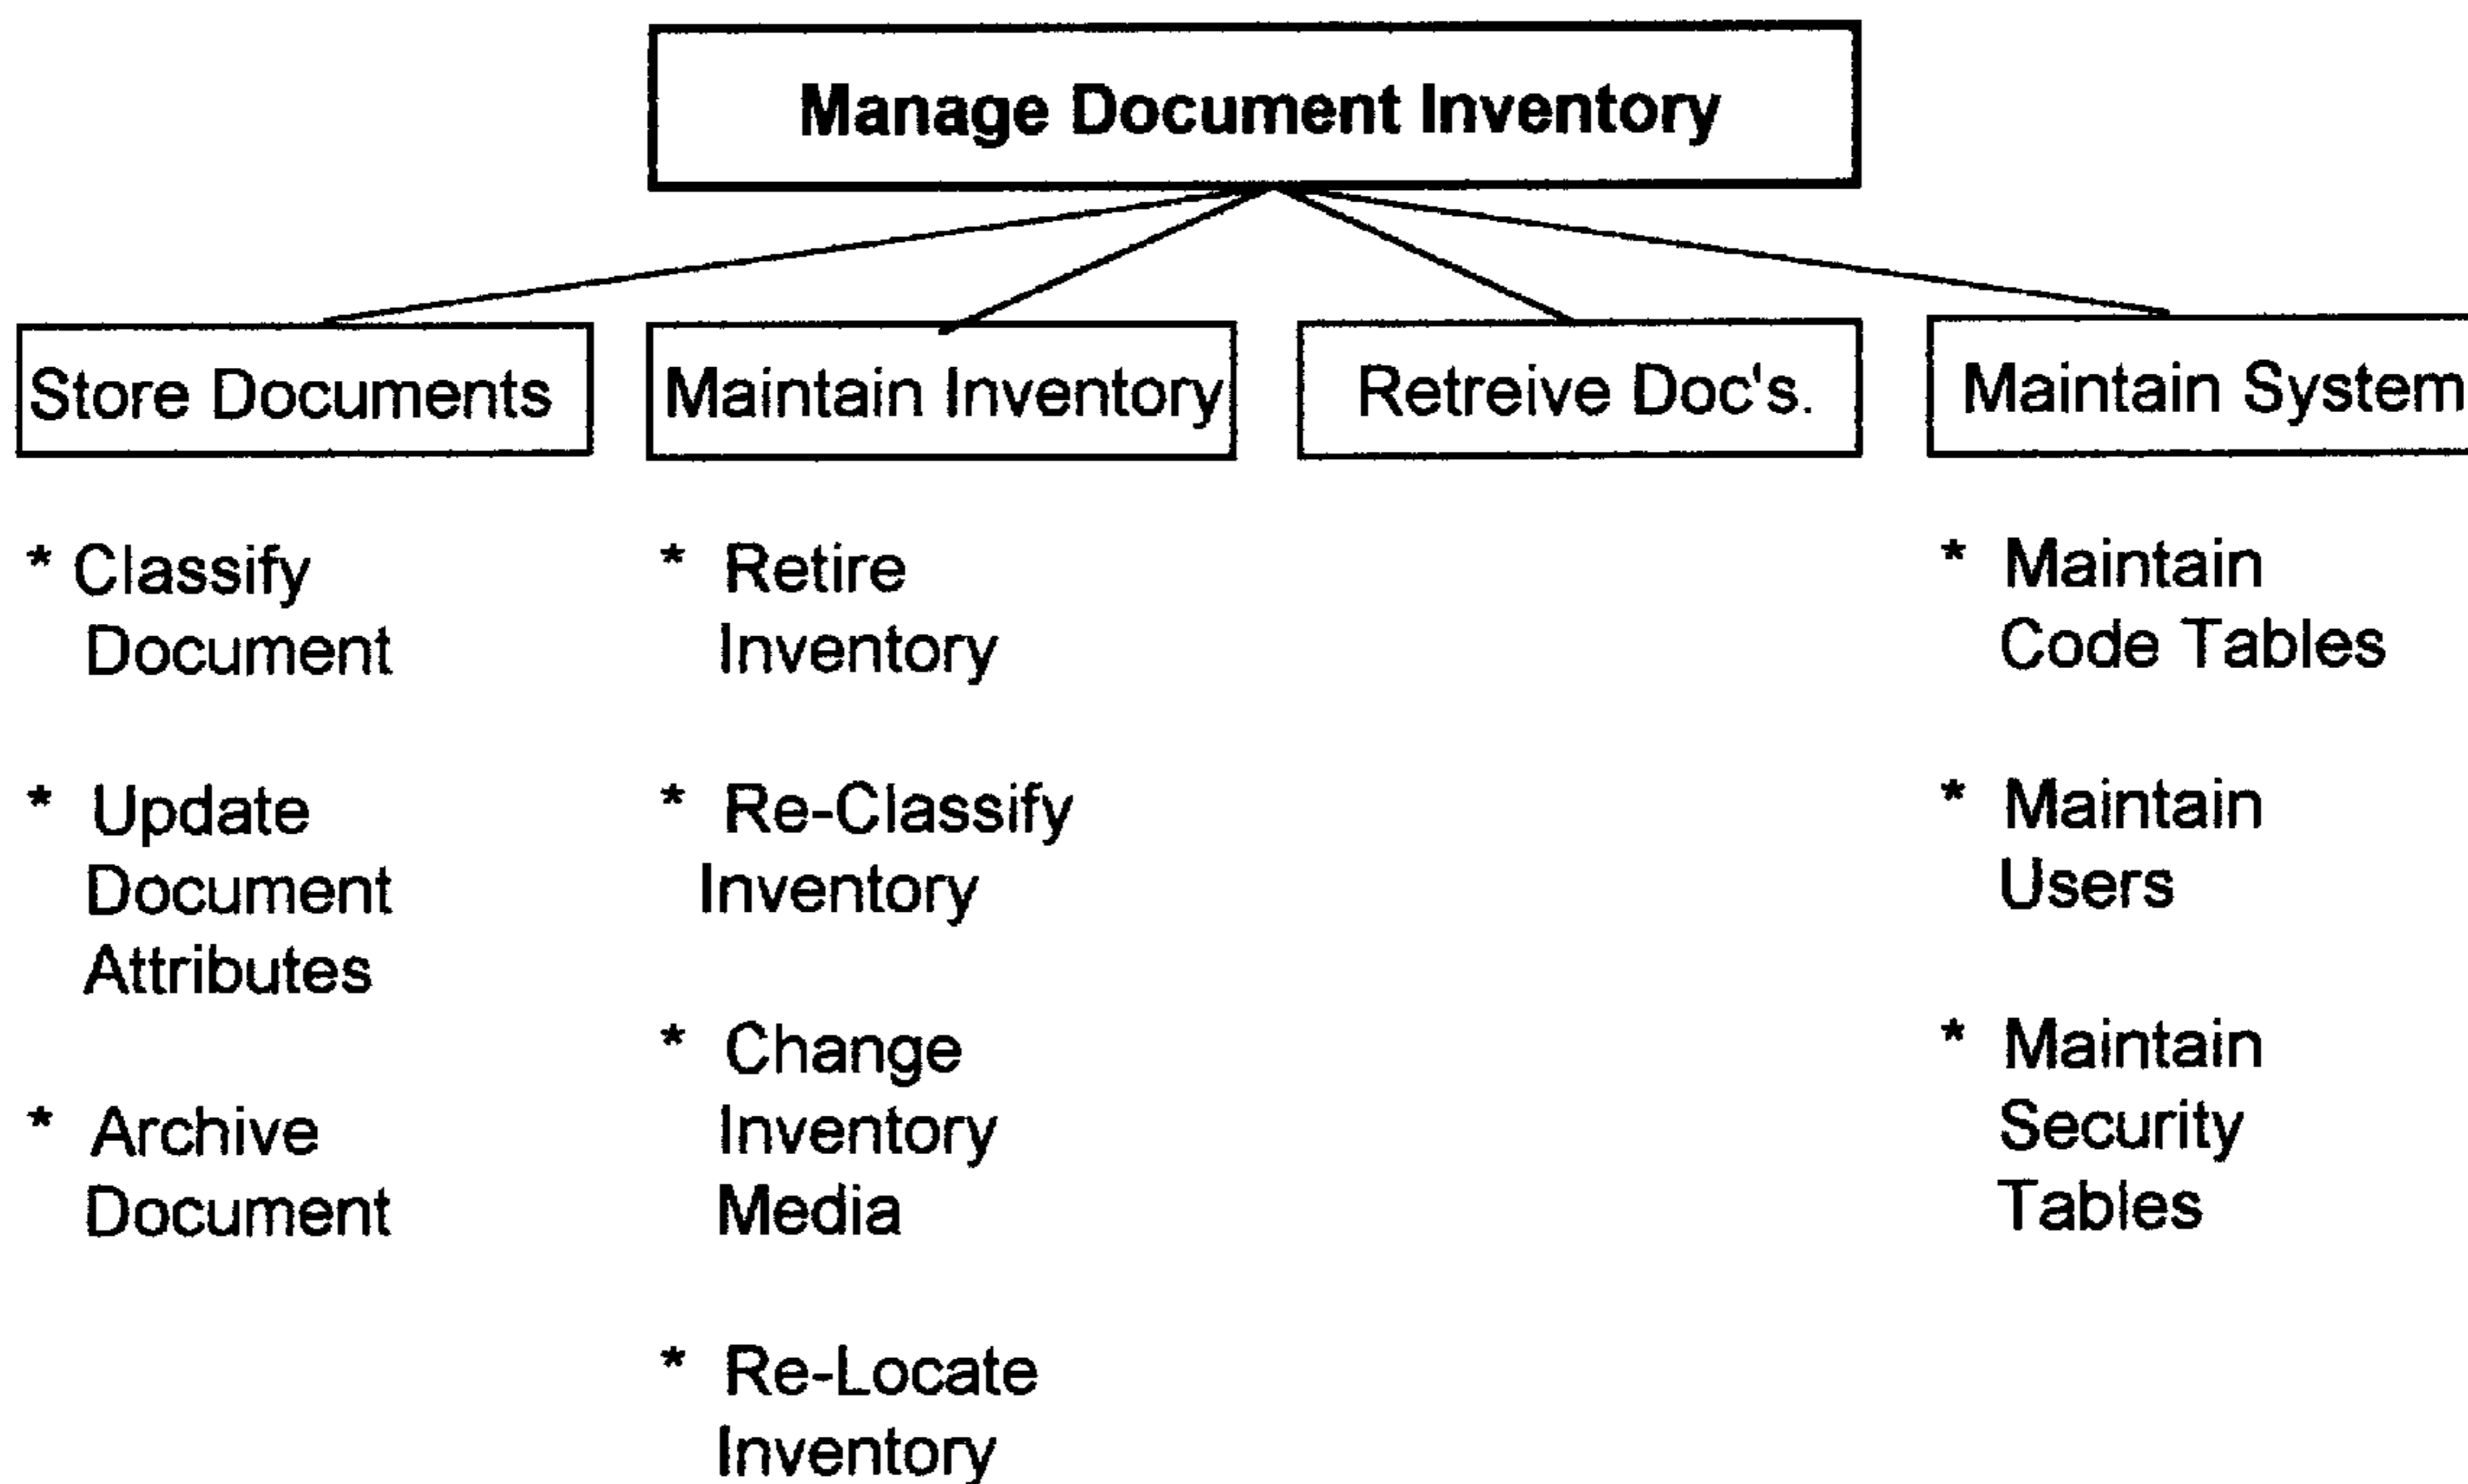 Manage Document Inventory
Store Documents
Maintain Inventory
Retreive Doc's.
Maintain System
* Classify
Document
* Update
Document
Attributes
* Archive
Document
* Retire
Inventory
* Re-Classify
Inventory
* Change
Inventory
Media
* Re-Locate
Inventory
* Maintain
Code Tables
* Maintain
Users
* Maintain
Security
Tables